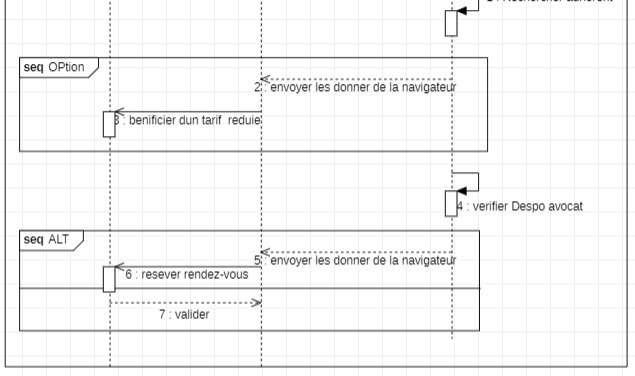 seq OPtion
2 : envoyer les donner de la navigateur
3 : benificier dun tarif reduie
4 : verifier Despo avocat
seq ALT
5 : envoyer les donner de la navigateur
6 : resever rendez-vous
7 : valider